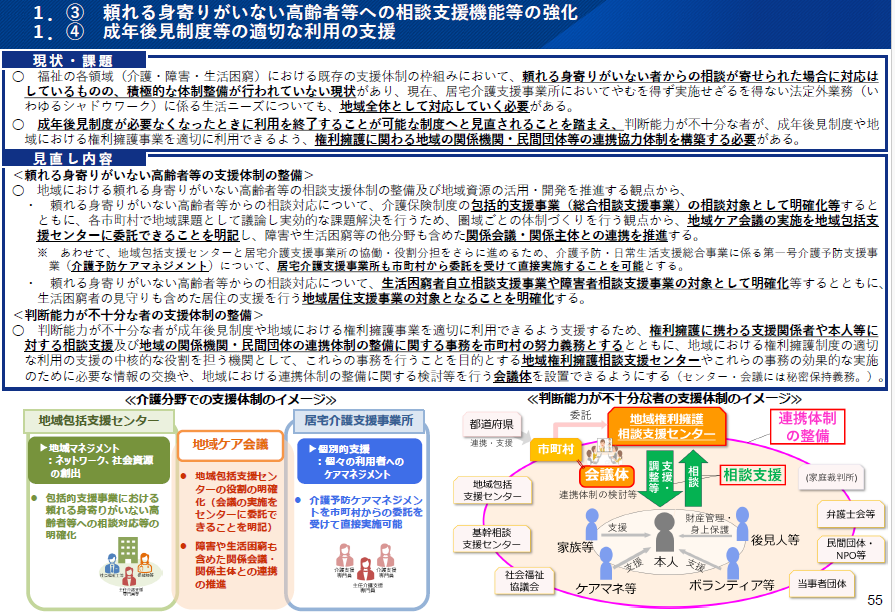 １．③ 頼れる身寄りがいない高齢者等への相談支援機能等の強化
１．④ 成年後見制度等の適切な利用の支援
現状・課題
○ 福祉の各領域（介護・障害・生活困窮）における既存の支援体制の枠組みにおいて、頼れる身寄りがいない者からの相談が寄せられた場合に対応は
しているものの、積極的な体制整備が行われていない現状があり、現在、居宅介護支援事業所においてやむを得ず実施せざるを得ない法定外業務（い
わゆるシャドウワーク）に係る生活ニーズについても、地域全体として対応していく必要がある。
○ 成年後見制度が必要なくなったときに利用を終了することが可能な制度へと見直されることを踏まえ、判断能力が不十分な者が、成年後見制度や地
域における権利擁護事業を適切に利用できるよう、権利擁護に関わる地域の関係機関・民間団体等の連携協力体制を構築する必要がある。
見直し内容
＜頼れる身寄りがいない高齢者等の支援体制の整備＞
○ 地域における頼れる身寄りがいない高齢者等の相談支援体制の整備及び地域資源の活用・開発を推進する観点から、
・ 頼れる身寄りがいない高齢者等からの相談対応について、介護保険制度の包括的支援事業（総合相談支援事業）の相談対象として明確化等すると
ともに、各市町村で地域課題として議論し実効的な課題解決を行うため、圏域ごとの体制づくりを行う観点から、地域ケア会議の実施を地域包括支
援センターに委託できることを明記し、障害や生活困窮等の他分野も含めた関係会議・関係主体との連携を推進する。
※ あわせて、地域包括支援センターと居宅介護支援事業所の協働・役割分担をさらに進めるため、介護予防・日常生活支援総合事業に係る第一号介護予防支援事
業（介護予防ケアマネジメント）について、居宅介護支援事業所も市町村から委託を受けて直接実施することを可能とする。
・ 頼れる身寄りがいない高齢者等からの相談対応について、生活困窮者自立相談支援事業や障害者相談支援事業の対象として明確化等するとともに、
生活困窮者の見守りも含めた居住の支援を行う地域居住支援事業の対象となることを明確化する。
＜判断能力が不十分な者の支援体制の整備＞
○ 判断能力が不十分な者が成年後見制度や地域における権利擁護事業を適切に利用できるよう支援するため、権利擁護に携わる支援関係者や本人等に
対する相談支援及び地域の関係機関・民間団体の連携体制の整備に関する事務を市町村の努力義務とするとともに、地域における権利擁護制度の適切
な利用の支援の中核的な役割を担う機関として、これらの事務を行うことを目的とする地域権利擁護相談支援センターやこれらの事務の効果的な実施
のために必要な情報の交換や、地域における連携体制の整備に関する検討等を行う会議体を設置できるようにする（センター・会議には秘密保持義務。）。
≪介護分野での支援体制のイメージ≫
地域包括支援センター
▶地域マネジメント
：ネットワーク、社会資源
の創出
● 包括的支援事業における
頼れる身寄りがいない高
齢者等への相談対応等の
明確化
社会福祉士等
保健師等
主任介護支援
専門員等
地域ケア会議
● 地域包括支援セン
ターの役割の明確
化（会議の実施を
センターに委託で
きることを明記）
● 障害や生活困窮も
含めた関係会議・
関係主体との連携
の推進
居宅介護支援事業所
▶個別的支援
：個々の利用者への
ケアマネジメント
● 介護予防ケアマネジメン
トを市町村からの委託を
受けて直接実施可能
介護支援
専門員
介護支援
専門員
主任介護支援
専門員
≪判断能力が不十分な者の支援体制のイメージ≫
都道府県
連携・支援
委託
市町村
地域権利擁護
相談支援センター
連携体制
の整備
会議体
連携体制の検討等
支援・
調整等
相談
相談支援
地域包括
支援センター
基幹相談
支援センター
社会福祉
協議会
（家庭裁判所）
弁護士会等
民間団体・
NPO等
当事者団体
家族等
支援
本人
財産管理・
身上保護
後見人等
ケアマネ等
支援
支援
ボランティア等
55